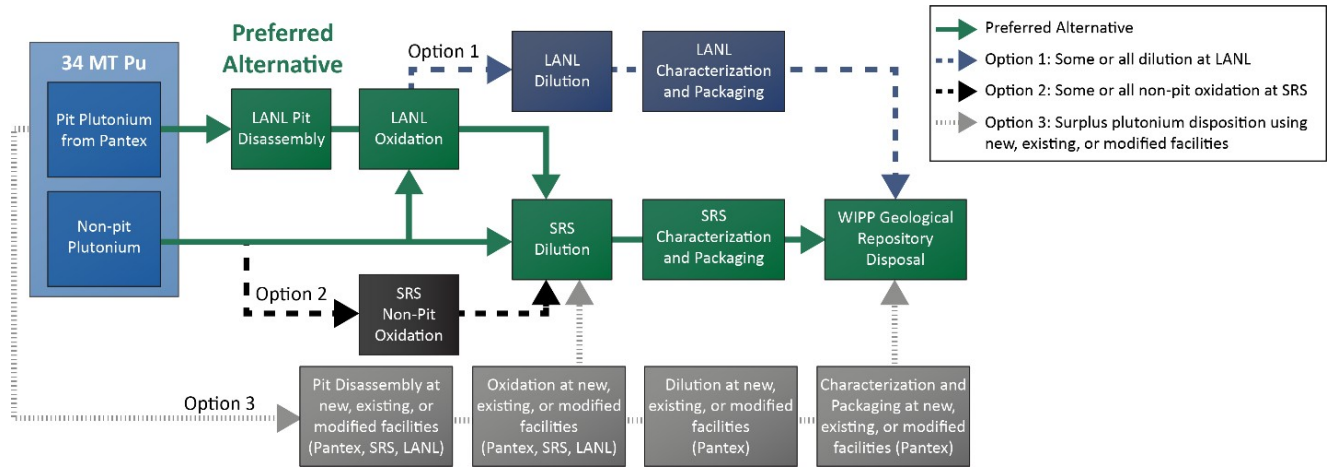 34 MT Pu
Pit Plutonium
from Pantex
Non-pit
Plutonium
Preferred
Alternative
LANL Pit
Disassembly
LANL
Oxidation
Option 1
LANL
Dilution
LANL
Characterization
and Packaging
SRS
Dilution
SRS
Characterization
and Packaging
WIPP Geological
Repository
Disposal
Option 2
SRS
Non-Pit
Oxidation
Option 3
Pit Disassembly at
new, existing, or
modified facilities
(Pantex, SRS, LANL)
Oxidation at new,
existing, or modified
facilities
(Pantex, SRS, LANL)
Dilution at new,
existing, or modified
facilities
(Pantex)
Characterization and
Packaging at new,
existing, or modified
facilities (Pantex)
Preferred Alternative
Option 1: Some or all dilution at LANL
Option 2: Some or all non-pit oxidation at SRS
Option 3: Surplus plutonium disposition using
new, existing, or modified facilities